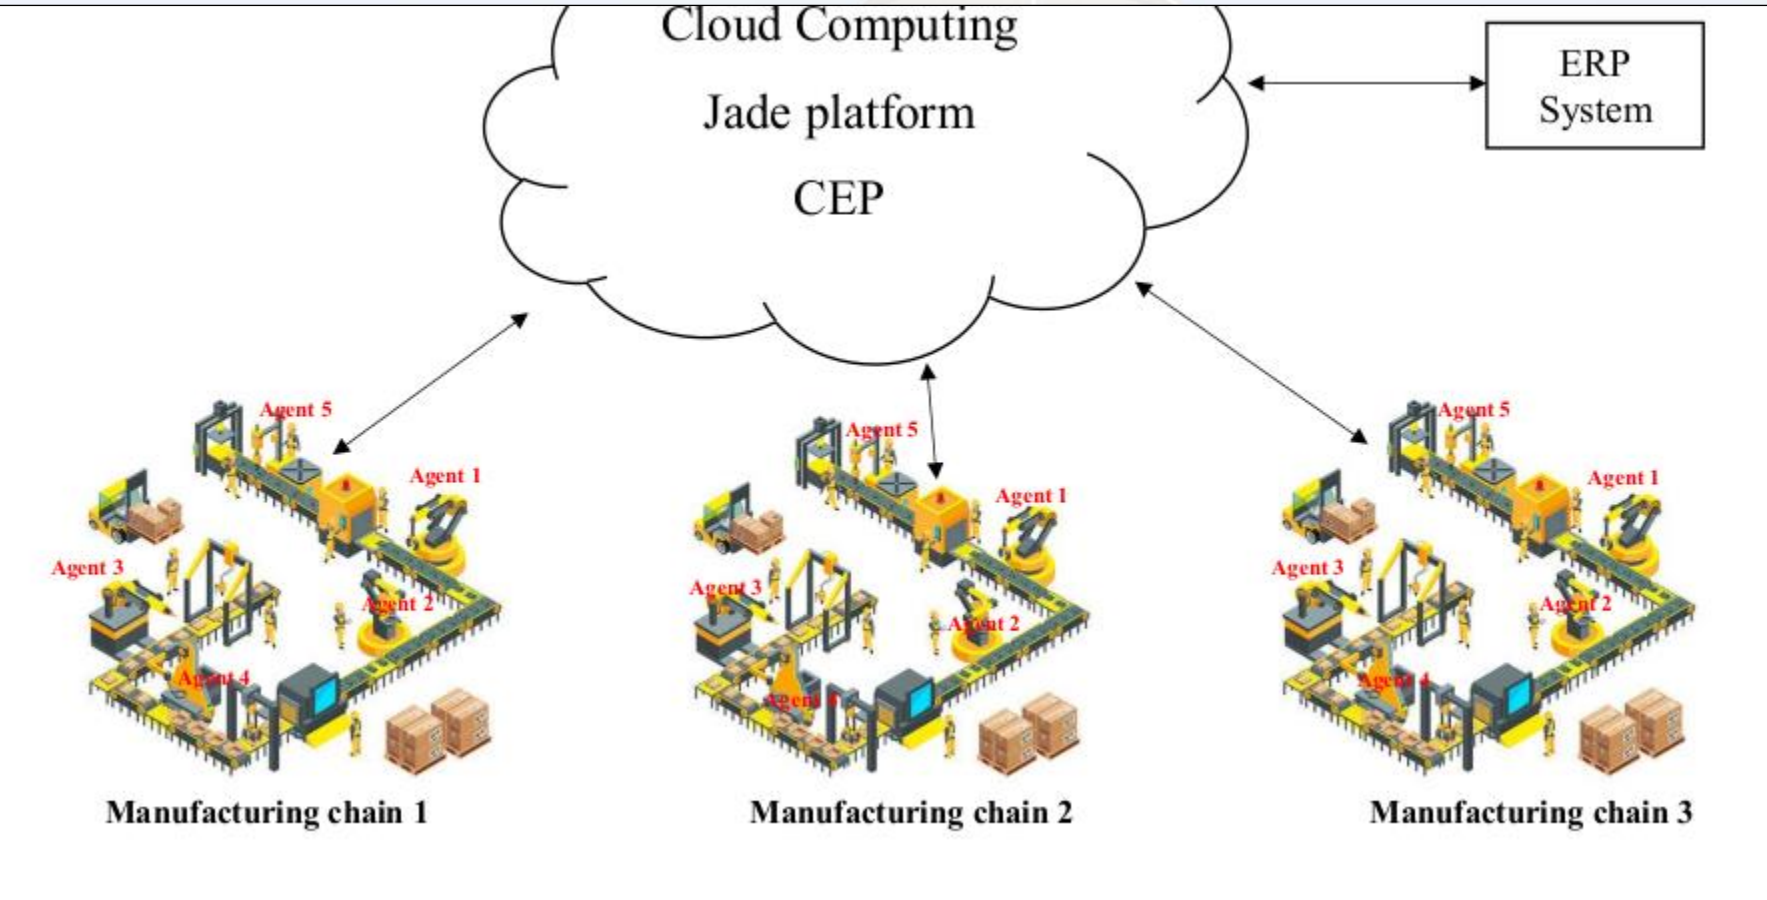 Cloud Computing
Jade platform
CEP
ERP
System
Agent 5
Agent 1
Agent 3
Agent 2
Agent 4
Manufacturing chain 1
Agent 5
Agent 1
Agent 3
Agent 2
Agent 4
Manufacturing chain 2
Agent 5
Agent 1
Agent 3
Agent 2
Agent 4
Manufacturing chain 3